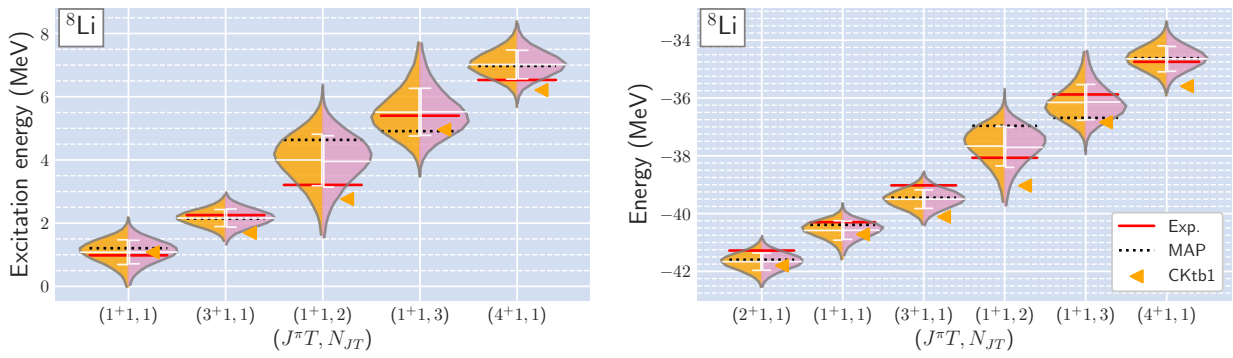 ⁸Li
Excitation energy (MeV)
8
6
4
2
0
(1⁺1, 1)
(3⁺1, 1)
(1⁺1, 2)
(1⁺1, 3)
(4⁺1, 1)
(J^πT, N_JT)
⁸Li
Energy (MeV)
−34
−36
−38
−40
−42
(2⁺1, 1)
(1⁺1, 1)
(3⁺1, 1)
(1⁺1, 2)
(1⁺1, 3)
(4⁺1, 1)
(J^πT, N_JT)
Exp.
MAP
CKtb1